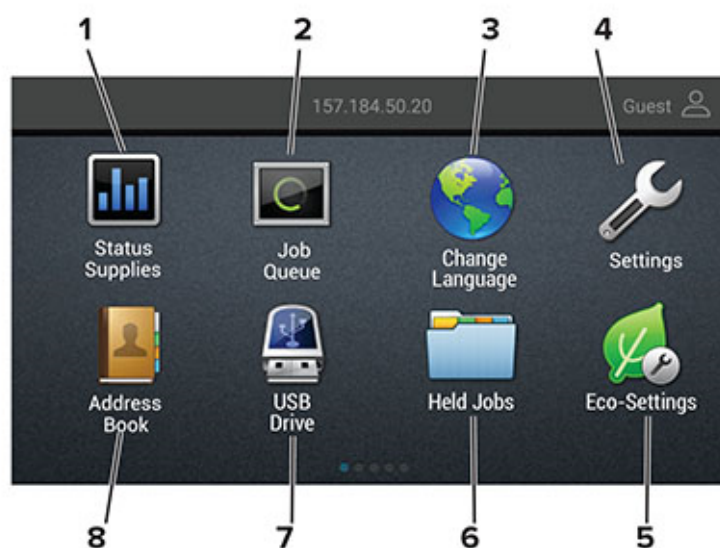 1 2 3 4
157.184.50.20 Guest
Status
Supplies
Job
Queue
Change
Language
Settings
Address
Book
USB
Drive
Held Jobs
Eco-Settings
8 7 6 5